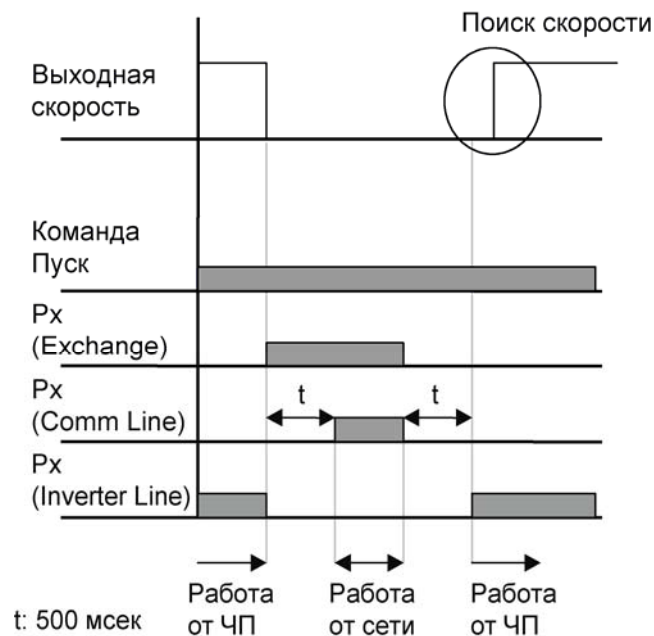 Поиск скорости
Выходная
скорость
Команда
Пуск
Px
(Exchange)
Px
(Comm Line)
t
t
Px
(Inverter Line)
t: 500 мсек
Работа
от ЧП
Работа
от сети
Работа
от ЧП